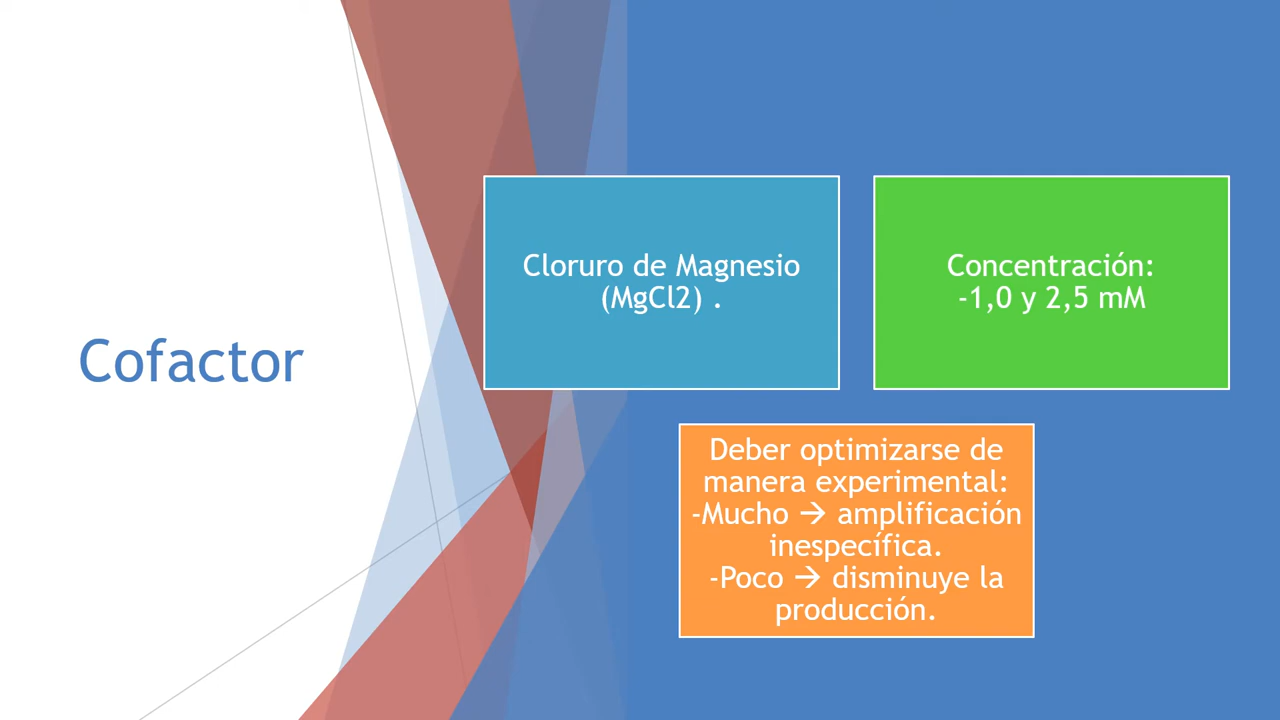 Cofactor
Cloruro de Magnesio
(MgCl2) .
Concentración:
-1,0 y 2,5 mM
Deber optimizarse de
manera experimental:
-Mucho → amplificación
inespecífica.
-Poco → disminuye la
producción.